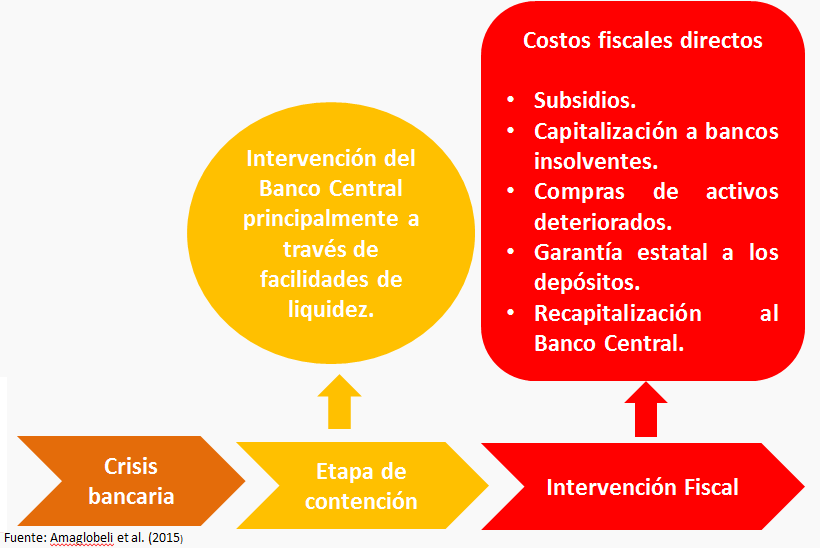 Costos fiscales directos
• Subsidios.
• Capitalización a bancos
insolventes.
• Compras de activos
deteriorados.
• Garantía estatal a los
depósitos.
• Recapitalización al
Banco Central.
Intervención del
Banco Central
principalmente a
través de
facilidades de
liquidez.
Crisis
bancaria
Etapa de
contención
Intervención Fiscal
Fuente: Amaglobeli et al. (2015)